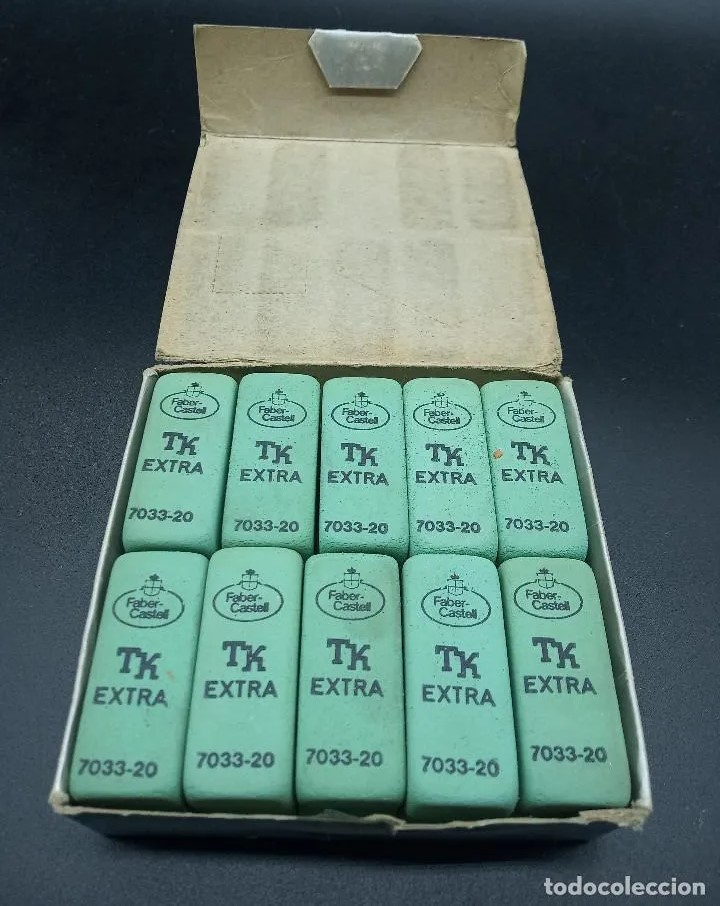 Faber-
Castell
TK
EXTRA
7033-20
Faber-
Castell
TK
EXTRA
7033-20
Faber-
Castell
TK
EXTRA
7033-20
Faber-
Castell
TK
EXTRA
7033-20
Faber-
Castell
TK
EXTRA
7033-20
Faber-
Castell
TK
EXTRA
7033-20
Faber-
Castell
TK
EXTRA
7033-20
Faber-
Castell
TK
EXTRA
7033-20
Faber-
Castell
TK
EXTRA
7033-20
Faber-
Castell
TK
EXTRA
7033-20
todocoleccion